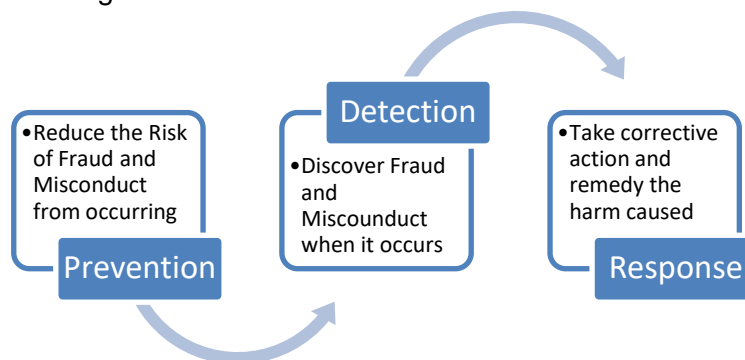 •Reduce the Risk
of Fraud and
Misconduct
from occurring
Prevention
Detection
•Discover Fraud
and
Miscounduct
when it occurs
•Take corrective
action and
remedy the
harm caused
Response